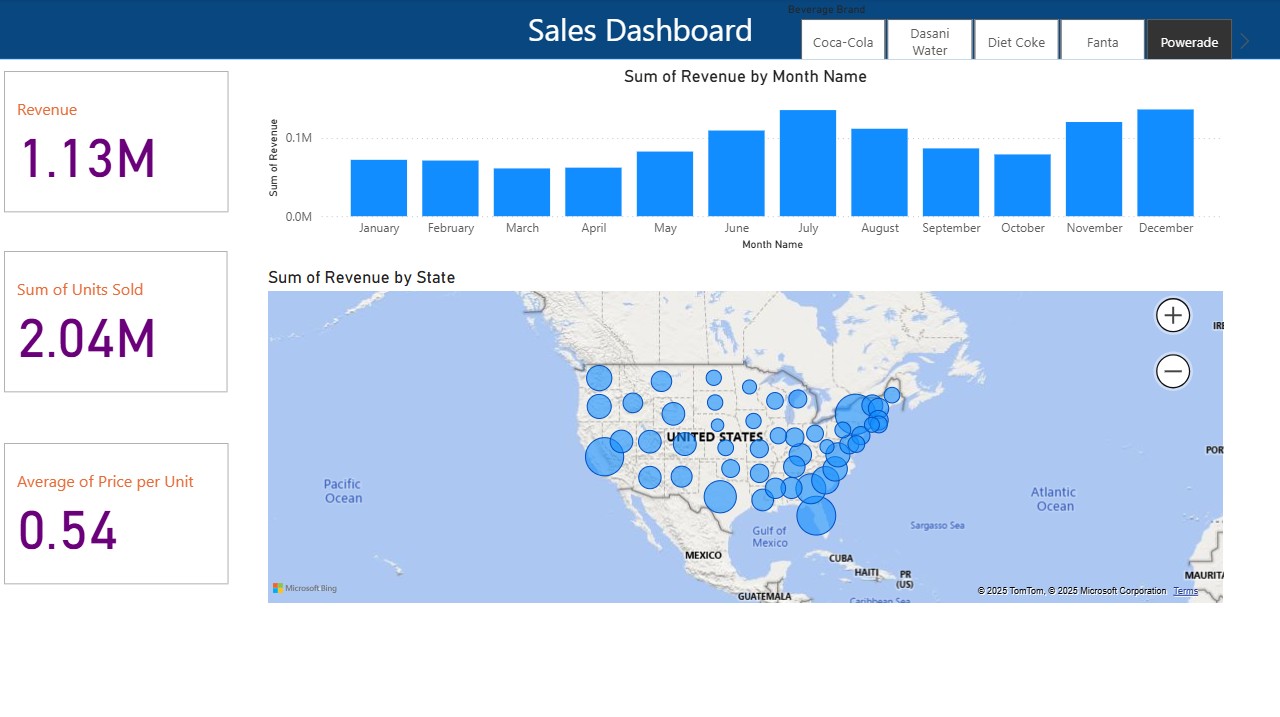 Beverage Brand
Sales Dashboard
Coca-Cola
Dasani
Water
Diet Coke
Fanta
Powerade
Revenue
1.13M
Sum of Units Sold
2.04M
Average of Price per Unit
0.54
Sum of Revenue by Month Name
Sum of Revenue
0.1M
0.0M
January
February
March
April
May
June
July
August
September
October
November
December
Month Name
Sum of Revenue by State
IRE
UNITED STATES
POR
Pacific
Ocean
Atlantic
Ocean
Sargasso Sea
Gulf of
Mexico
MEXICO
CUBA
HAITI
PR
(US)
MAURITA
GUATEMALA
Caribbean Sea
Microsoft Bing
© 2025 TomTom, © 2025 Microsoft Corporation Terms